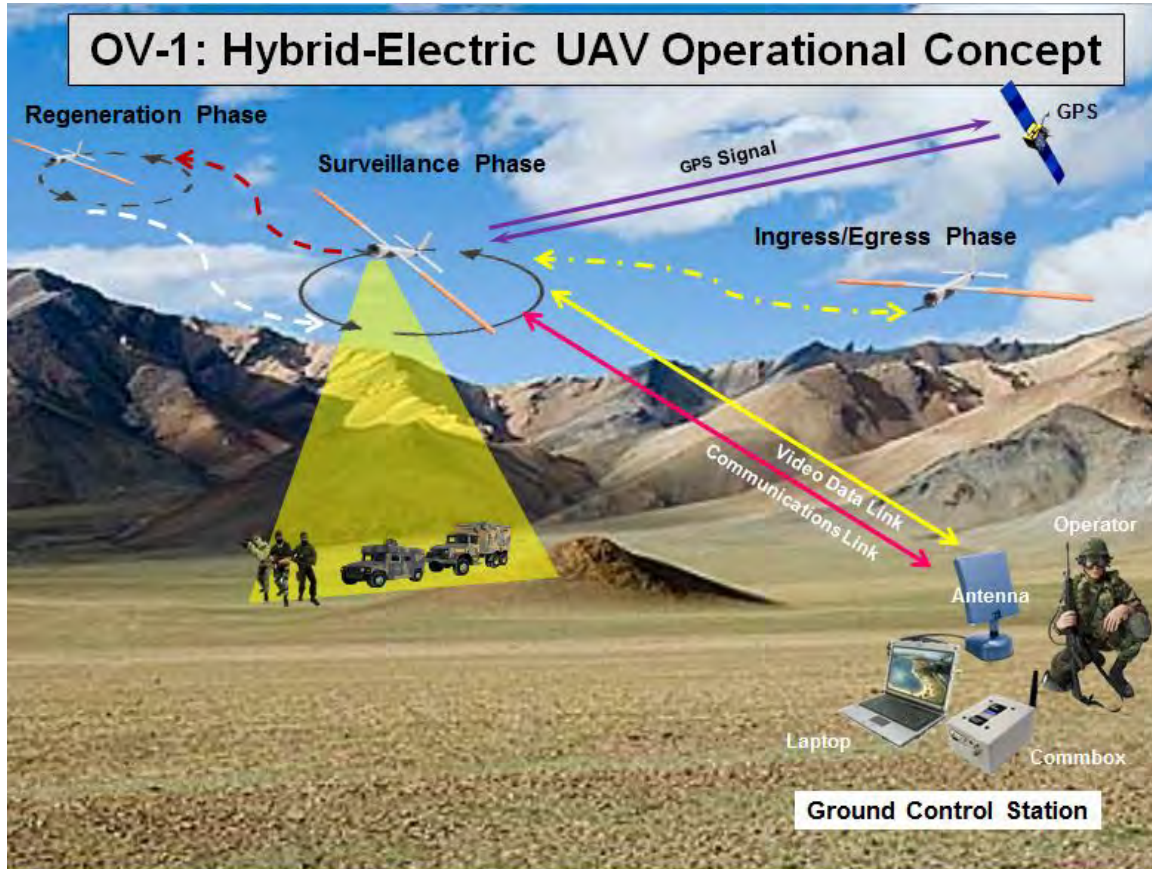 OV-1: Hybrid-Electric UAV Operational Concept
Regeneration Phase
GPS
Surveillance Phase
GPS Signal
Ingress/Egress Phase
Video Data Link
Communications Link
Operator
Antenna
Laptop
Commbox
Ground Control Station